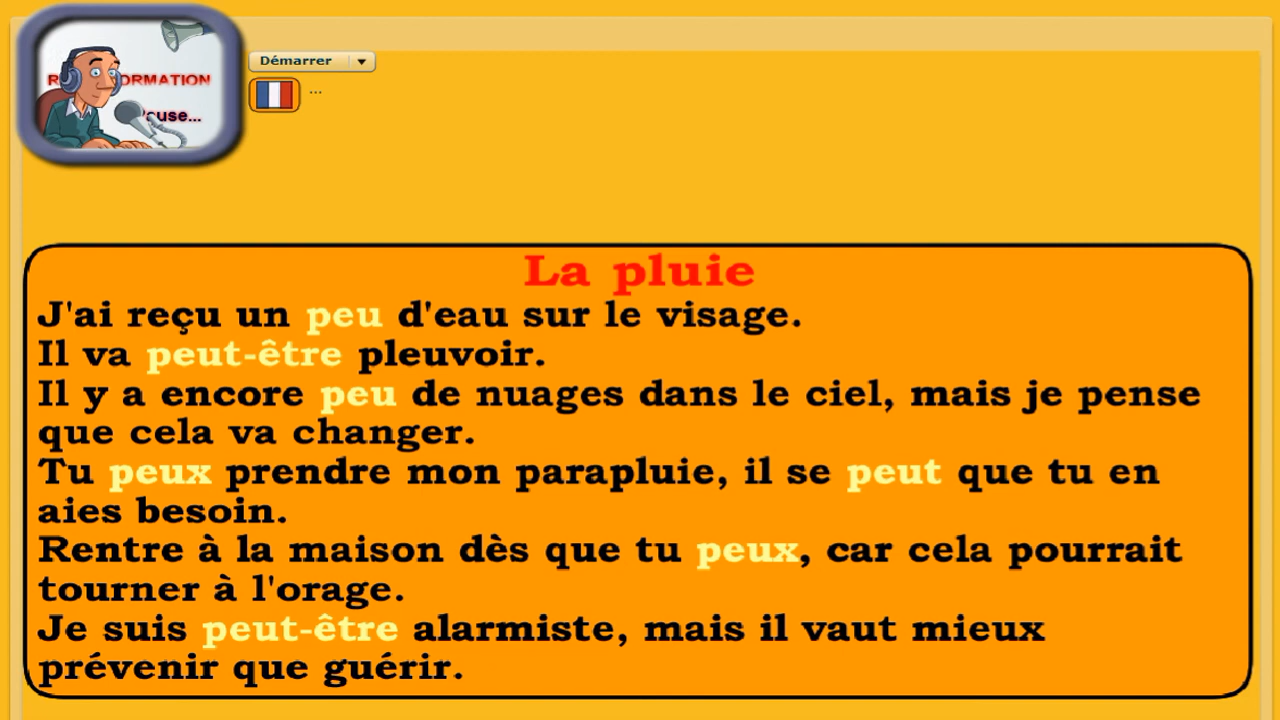 R ORMATION
Pause...
Démarrer
...
La pluie
J'ai reçu un peu d'eau sur le visage.
Il va peut-être pleuvoir.
Il y a encore peu de nuages dans le ciel, mais je pense
que cela va changer.
Tu peux prendre mon parapluie, il se peut que tu en
aies besoin.
Rentre à la maison dès que tu peux, car cela pourrait
tourner à l'orage.
Je suis peut-être alarmiste, mais il vaut mieux
prévenir que guérir.